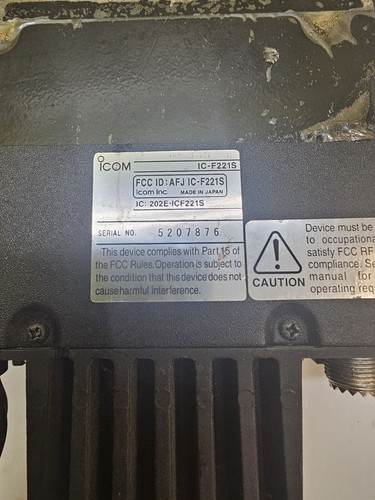 ICOM IC-F221S
FCC ID: AFJ IC-F221S
Icom Inc. MADE IN JAPAN
IC: 202E-ICF221S
SERIAL NO. 5207876
This device complies with Part 15 of
the FCC Rules. Operation is subject to
the condition that this device does not
cause harmful interference.
CAUTION
Device must be
to occupational
satisfy FCC RF
compliance. Se
manual for
operating req